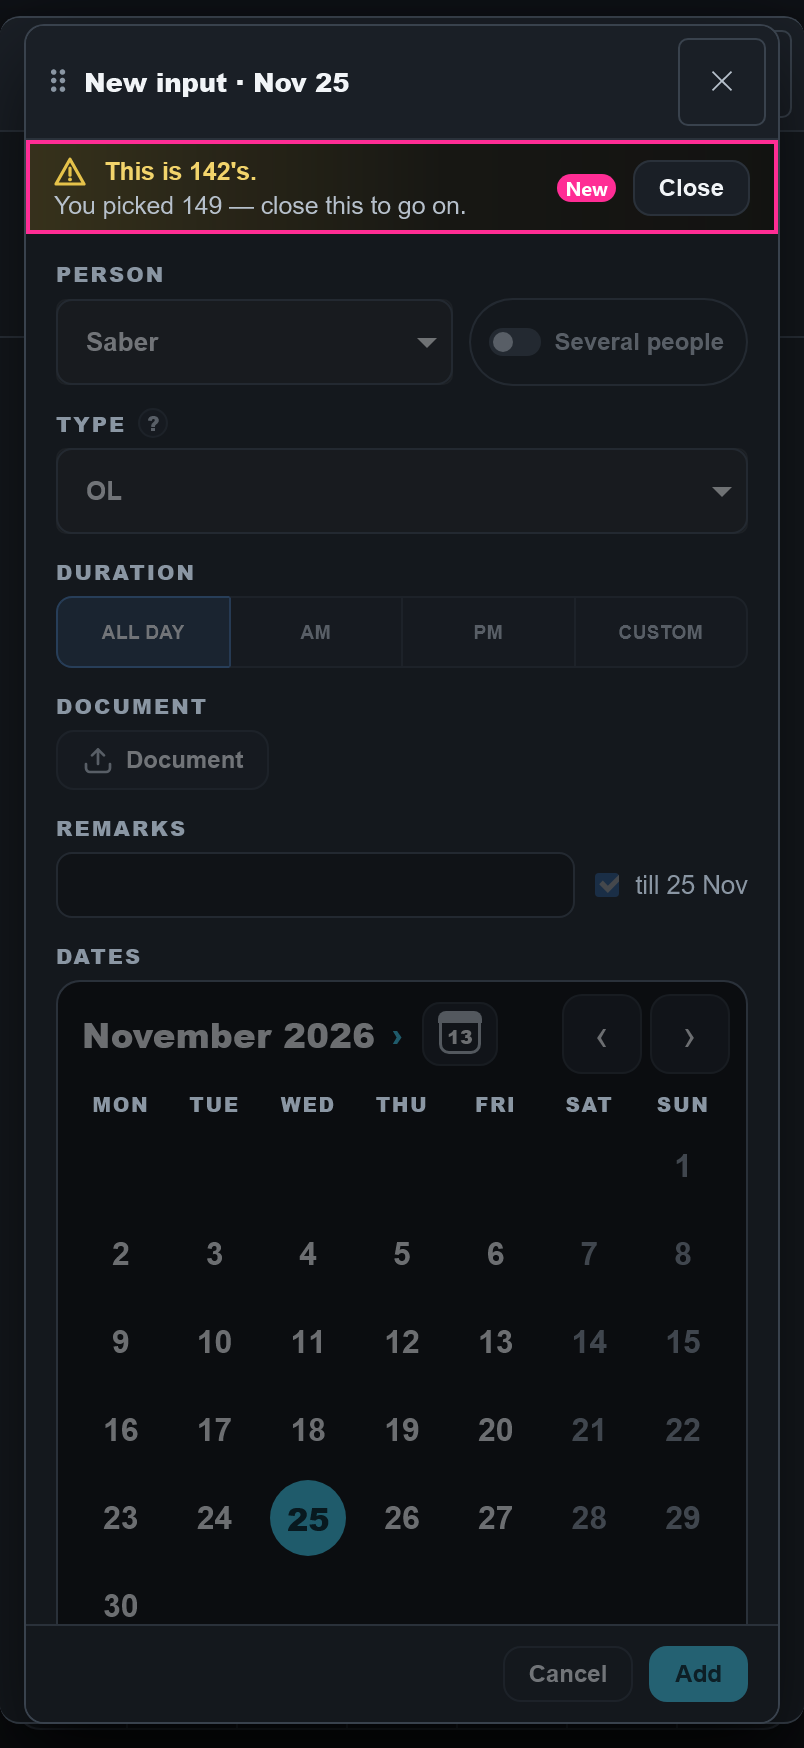 New input · Nov 25
This is 142's.
You picked 149 — close this to go on.
New
Close
PERSON
Saber
Several people
TYPE ?
OL
DURATION
ALL DAY AM PM CUSTOM
DOCUMENT
Document
REMARKS
till 25 Nov
DATES
November 2026 › 13 ‹ ›
MON TUE WED THU FRI SAT SUN
1
2 3 4 5 6 7 8
9 10 11 12 13 14 15
16 17 18 19 20 21 22
23 24 25 26 27 28 29
30
Cancel Add